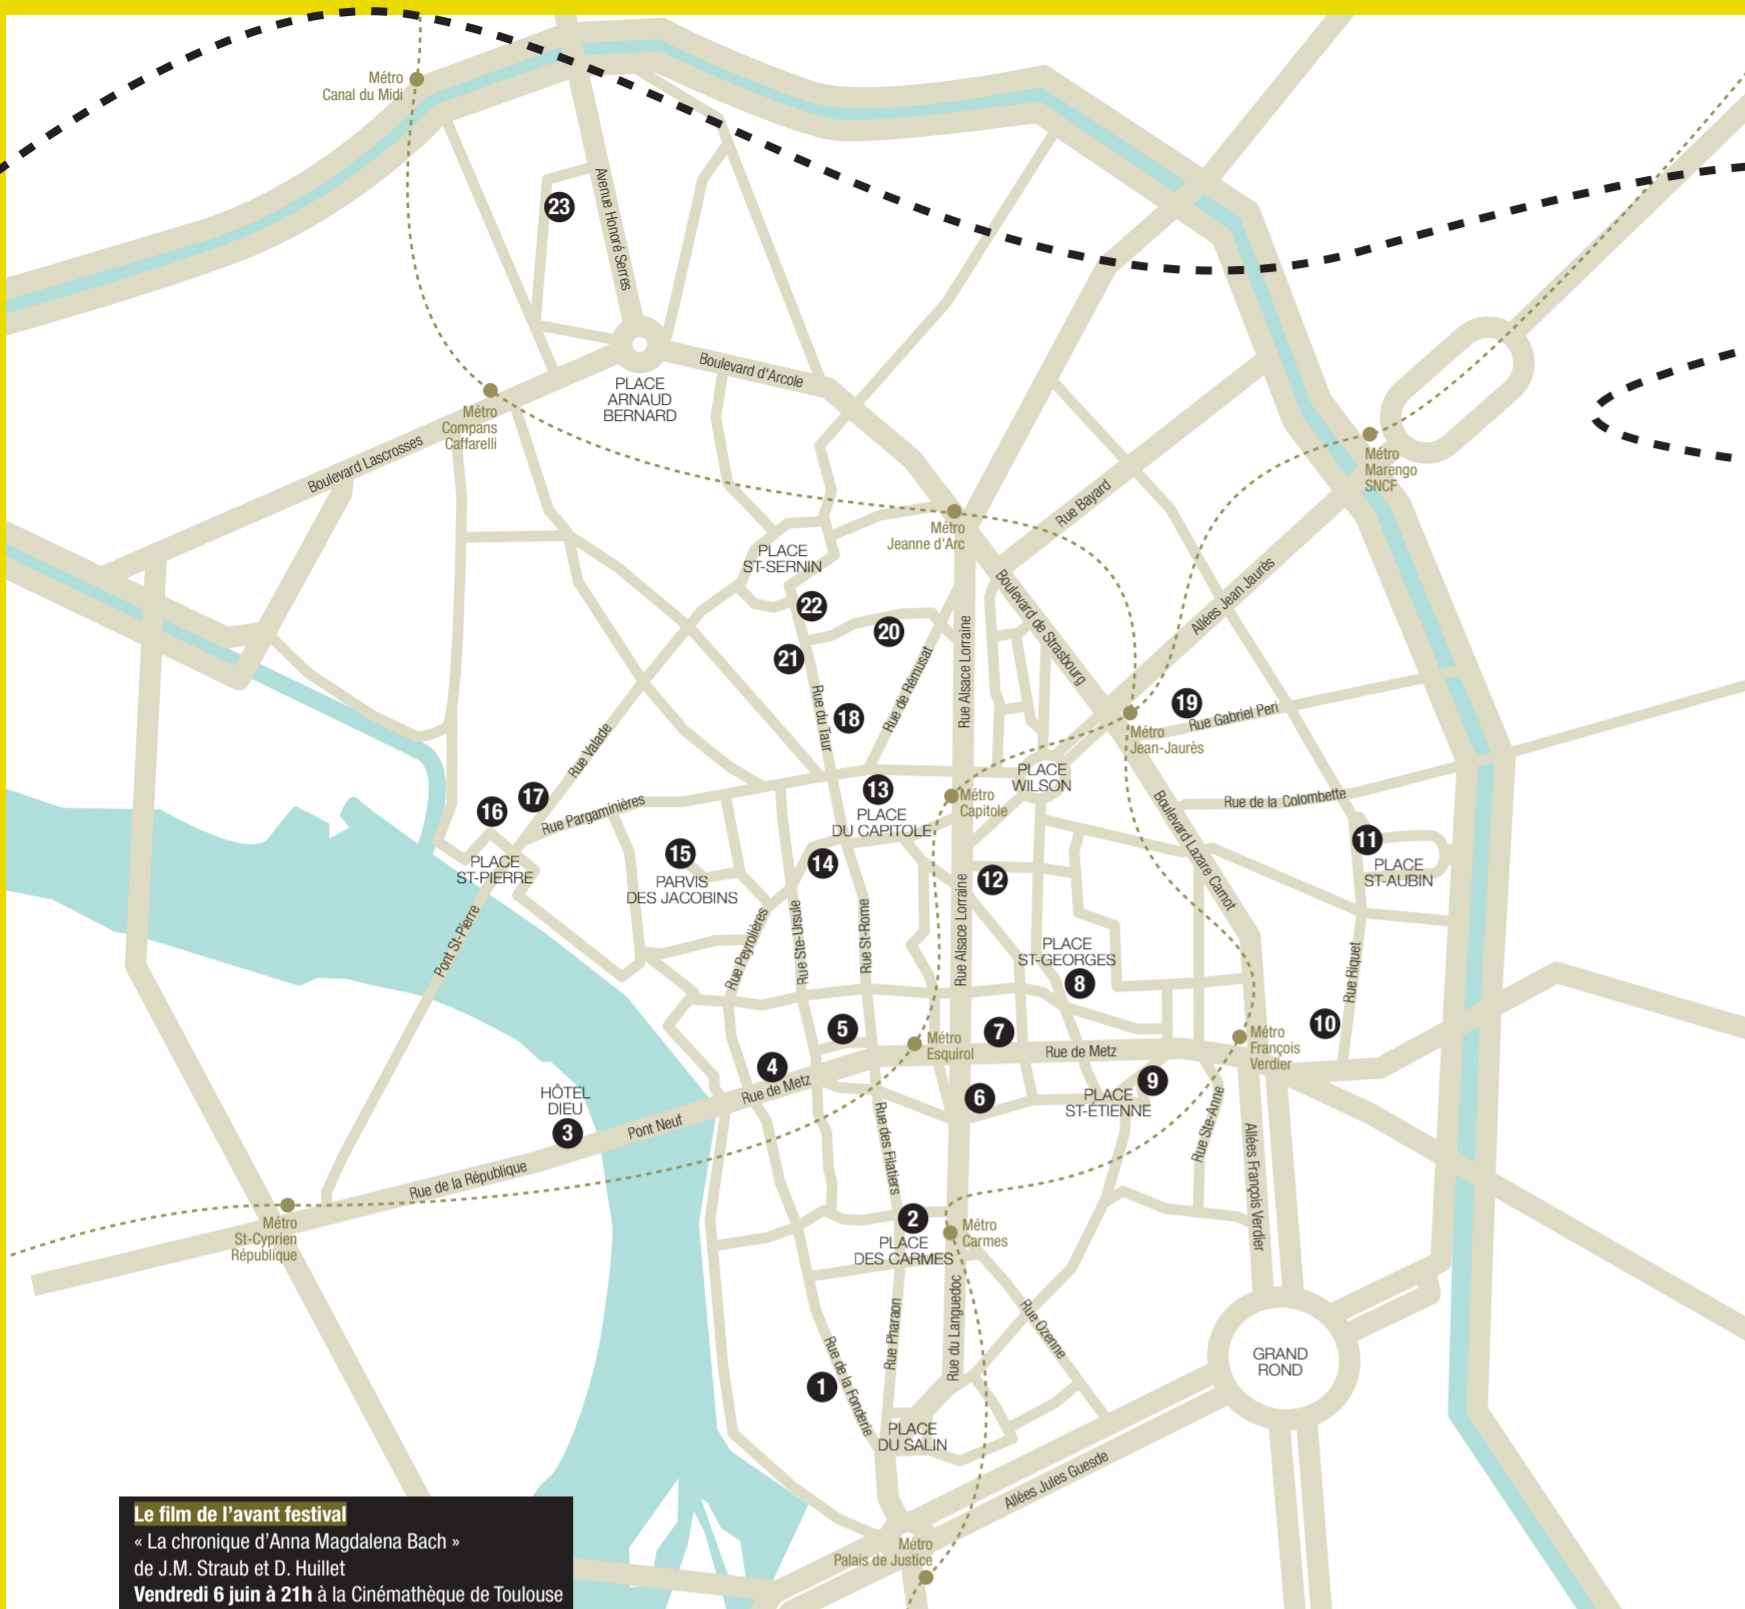 Métro
Canal du Midi
23
Avenue Honoré Serres
Boulevard d'Arcole
PLACE
ARNAUD
BERNARD
Métro
Compans
Caffarelli
Boulevard Lascrosses
Métro
Marengo
SNCF
Rue Bayard
Métro
Jeanne d'Arc
PLACE
ST-SERNIN
Boulevard de Strasbourg
Allées Jean Jaurès
22
20
21
Rue du Taur
18
Rue de Rémusat
Rue Alsace Lorraine
19
Rue Gabriel Peri
Métro
Jean-Jaurès
Rue Valade
PLACE
WILSON
13
Métro
Capitole
PLACE
DU CAPITOLE
16
17
Rue Pargaminières
Rue de la Colombette
Boulevard Lazare Carnot
11
PLACE
ST-AUBIN
PLACE
ST-PIERRE
15
PARVIS
DES JACOBINS
14
12
Rue Alsace Lorraine
Pont St-Pierre
Rue Peyrolières
Rue Ste-Ursule
Rue St-Rome
PLACE
ST-GEORGES
8
Rue Riquet
10
5
7
Métro
Esquirol
Rue de Metz
Métro
François
Verdier
4
Rue de Metz
9
PLACE
ST-ÉTIENNE
6
HÔTEL
DIEU
3
Pont Neuf
Rue de la République
Rue des Filatiers
Rue Ste-Anne
Allées François Verdier
Métro
St-Cyprien
République
2
PLACE
DES CARMES
Métro
Carmes
Rue Pharaon
Rue du Languedoc
Rue Ozenne
1
Rue de la Fonderie
GRAND
ROND
PLACE
DU SALIN
Allées Jules Guesde
Métro
Palais de Justice
Le film de l'avant festival
« La chronique d'Anna Magdalena Bach »
de J.M. Straub et D. Huillet
Vendredi 6 juin à 21h à la Cinémathèque de Toulouse